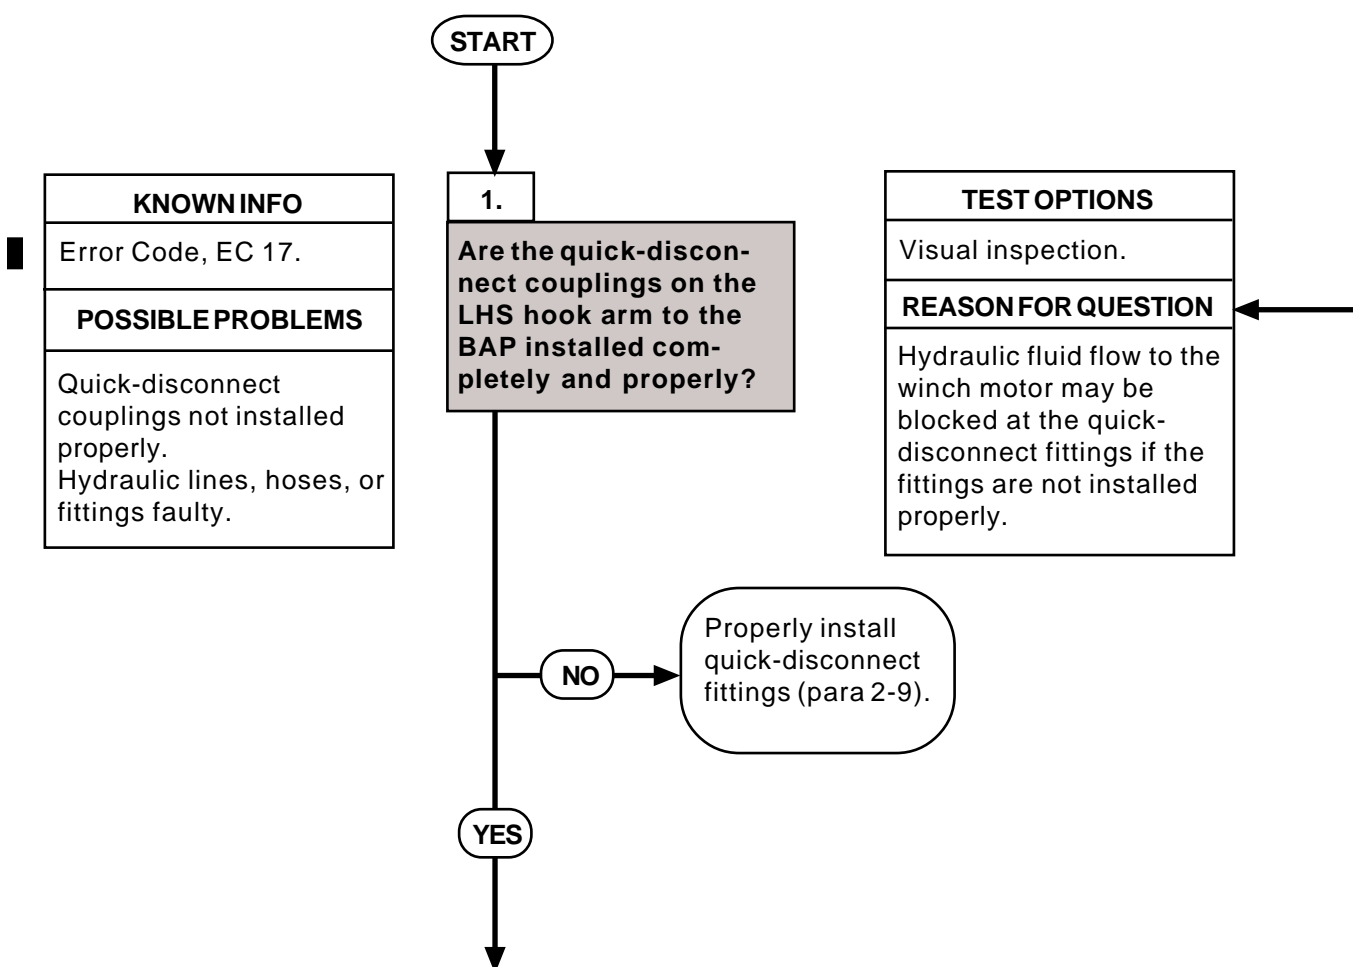 START
KNOWN INFO
Error Code, EC 17.
POSSIBLE PROBLEMS
Quick-disconnect
couplings not installed
properly.
Hydraulic lines, hoses, or
fittings faulty.
1.
Are the quick-discon-
nect couplings on the
LHS hook arm to the
BAP installed com-
pletely and properly?
TEST OPTIONS
Visual inspection.
REASON FOR QUESTION
Hydraulic fluid flow to the
winch motor may be
blocked at the quick-
disconnect fittings if the
fittings are not installed
properly.
NO
Properly install
quick-disconnect
fittings (para 2-9).
YES